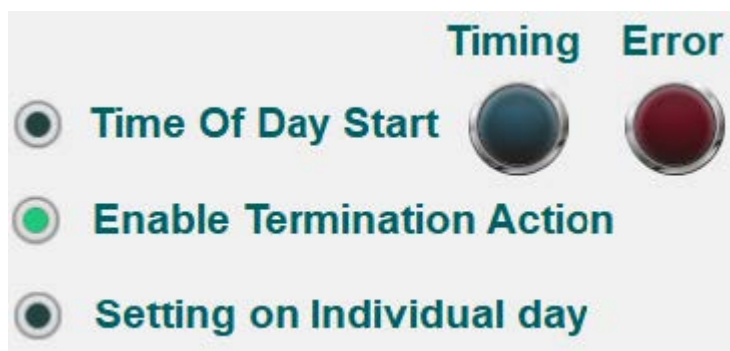 Timing Error
Time Of Day Start
Enable Termination Action
Setting on Individual day